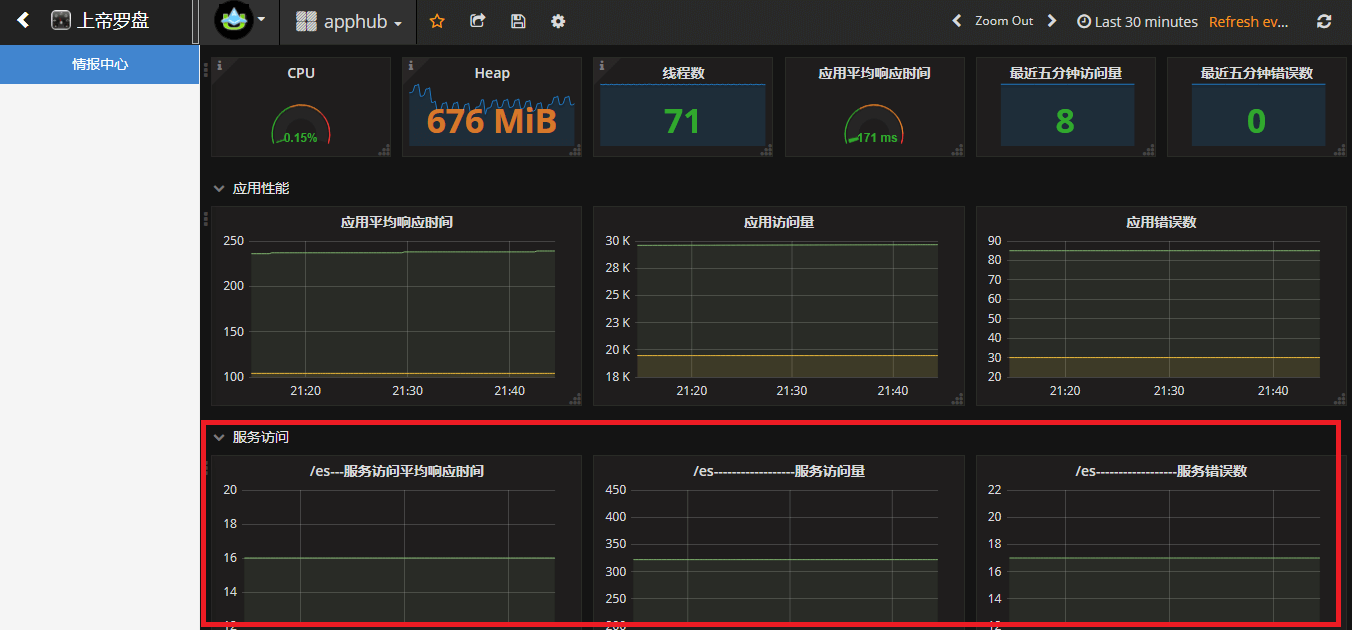 上帝罗盘
apphub
Zoom Out
Last 30 minutes
Refresh ev...
情报中心
CPU
0.15%
Heap
676 MiB
线程数
71
应用平均响应时间
171 ms
最近五分钟访问量
8
最近五分钟错误数
0
应用性能
应用平均响应时间
250
200
150
100
21:20 21:30 21:40
应用访问量
30 K
28 K
25 K
23 K
20 K
18 K
21:20 21:30 21:40
应用错误数
90
80
70
60
50
40
30
20
21:20 21:30 21:40
服务访问
/es---服务访问平均响应时间
20
18
16
14
12
/es------------------服务访问量
450
400
350
300
250
200
/es------------------服务错误数
22
20
18
16
14
12